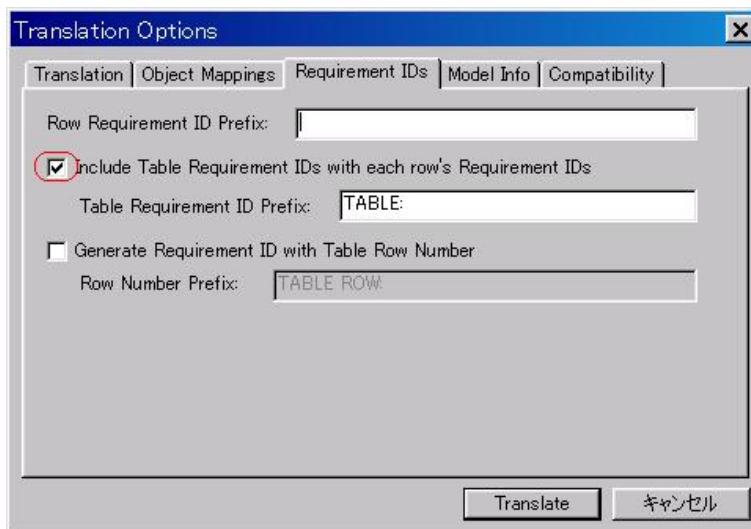 Translation Options
Translation Object Mappings Requirement IDs Model Info Compatibility
Row Requirement ID Prefix:
Include Table Requirement IDs with each row's Requirement IDs
Table Requirement ID Prefix: TABLE:
Generate Requirement ID with Table Row Number
Row Number Prefix: TABLE ROW:
Translate キャンセル